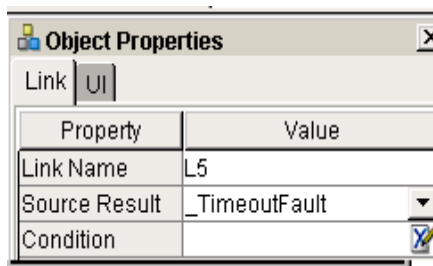 Object Properties
Link UI
Property Value
Link Name L5
Source Result _TimeoutFault
Condition